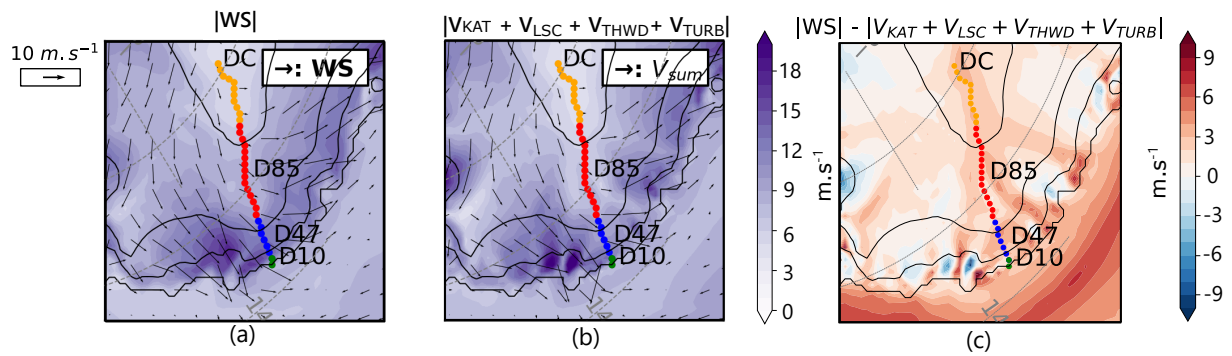 |WS|
|V_KAT + V_LSC + V_THWD + V_TURB|
|WS| - |V_KAT + V_LSC + V_THWD + V_TURB|
10 m.s⁻¹
DC
→: WS
D85
D47
D10
(a)
DC
→: V_sum
D85
D47
D10
(b)
18
15
12
9
6
3
0
m.s⁻¹
DC
D85
D47
D10
(c)
9
6
3
0
-3
-6
-9
m.s⁻¹